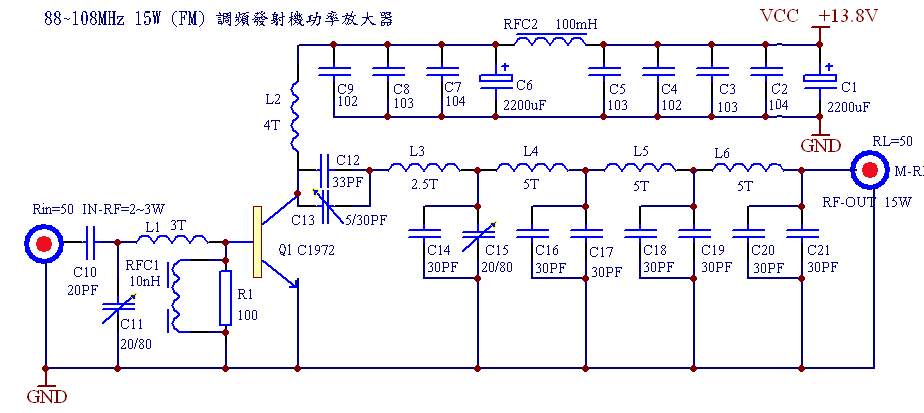 88~108MHz 15W (FM) 調頻發射機功率放大器
RFC2 100mH
VCC +13.8V
L2
4T
C9
102
C8
103
C7
104
C6
2200uF
C5
103
C4
102
C3
103
C2
104
C1
2200uF
GND
RL=50
M-RF
RF-OUT 15W
C12
33PF
C13
5/30PF
L3
2.5T
L4
5T
L5
5T
L6
5T
Rin=50 IN-RF=2~3W
L1 3T
C10
20PF
RFC1
10nH
R1
100
C11
20/80
Q1 C1972
C14
30PF
C15
20/80
C16
30PF
C17
30PF
C18
30PF
C19
30PF
C20
30PF
C21
30PF
GND